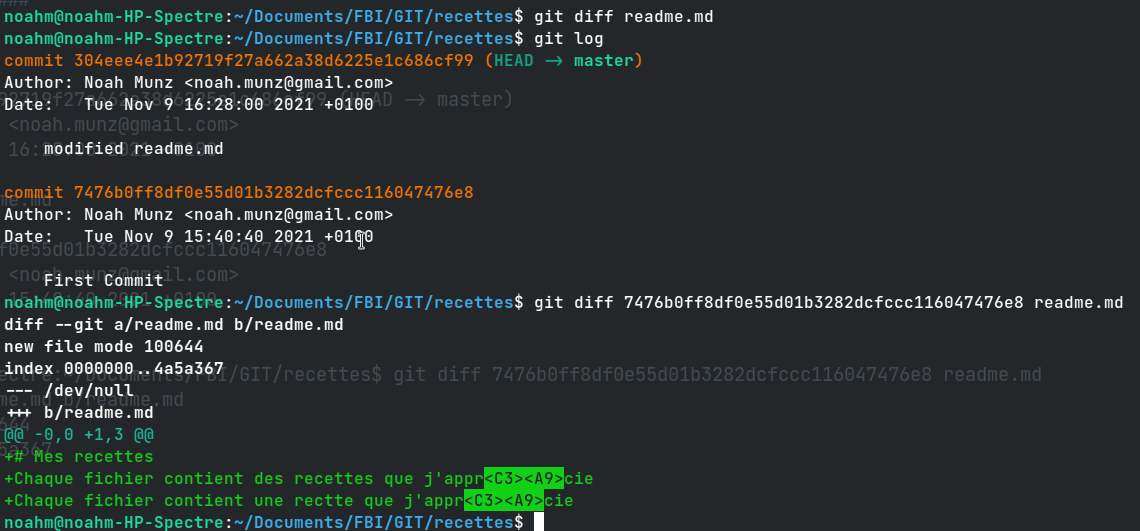 noahm@noahm-HP-Spectre:~/Documents/FBI/GIT/recettes$ git diff readme.md
noahm@noahm-HP-Spectre:~/Documents/FBI/GIT/recettes$ git log
commit 304eee4e1b92719f27a662a38d6225e1c686cf99 (HEAD -> master)
Author: Noah Munz <noah.munz@gmail.com>
Date:   Tue Nov 9 16:28:00 2021 +0100
    modified readme.md
commit 7476b0ff8df0e55d01b3282dcfccc116047476e8
Author: Noah Munz <noah.munz@gmail.com>
Date:   Tue Nov 9 15:40:40 2021 +0100
    First Commit
noahm@noahm-HP-Spectre:~/Documents/FBI/GIT/recettes$ git diff 7476b0ff8df0e55d01b3282dcfccc116047476e8 readme.md
diff --git a/readme.md b/readme.md
new file mode 100644
index 0000000..4a5a367
--- /dev/null
+++ b/readme.md
@@ -0,0 +1,3 @@
+# Mes recettes
+Chaque fichier contient des recettes que j'appr<C3><A9>cie
+Chaque fichier contient une rectte que j'appr<C3><A9>cie
noahm@noahm-HP-Spectre:~/Documents/FBI/GIT/recettes$